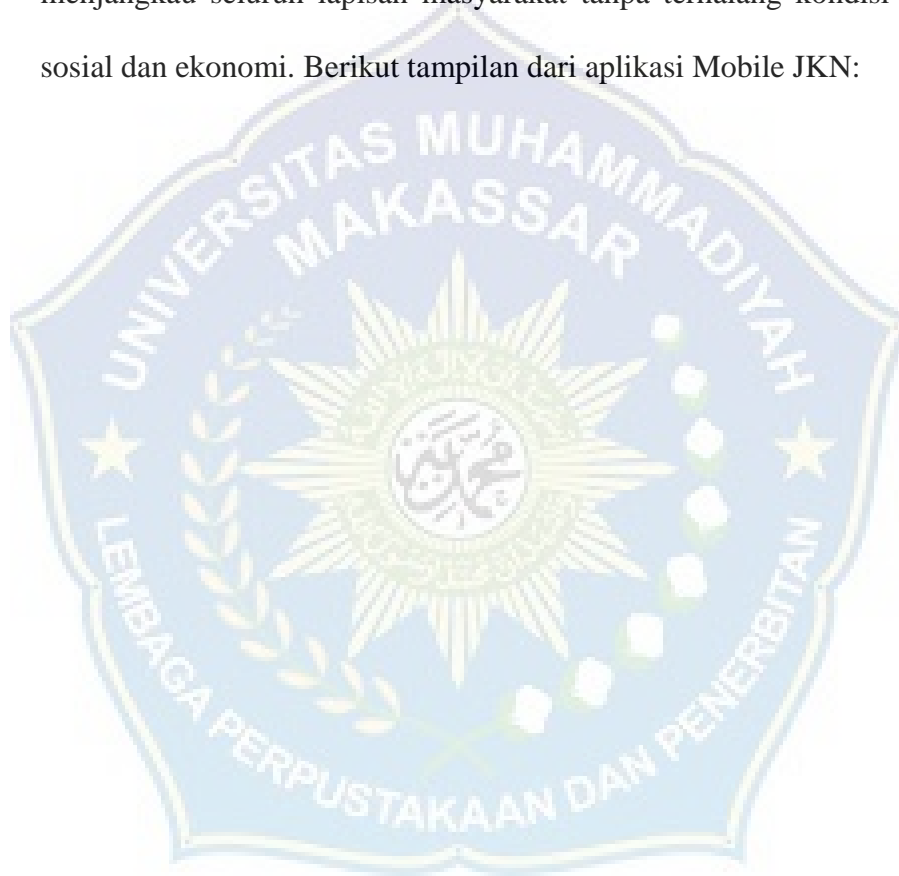 menjangkau seluruh lapisan masyarakat tanpa terhalang kondisi
sosial dan ekonomi. Berikut tampilan dari aplikasi Mobile JKN:
UNIVERSITAS MUHAMMADIYAH
MAKASSAR
محمد
LEMBAGA PERPUSTAKAAN DAN PENERBITAN